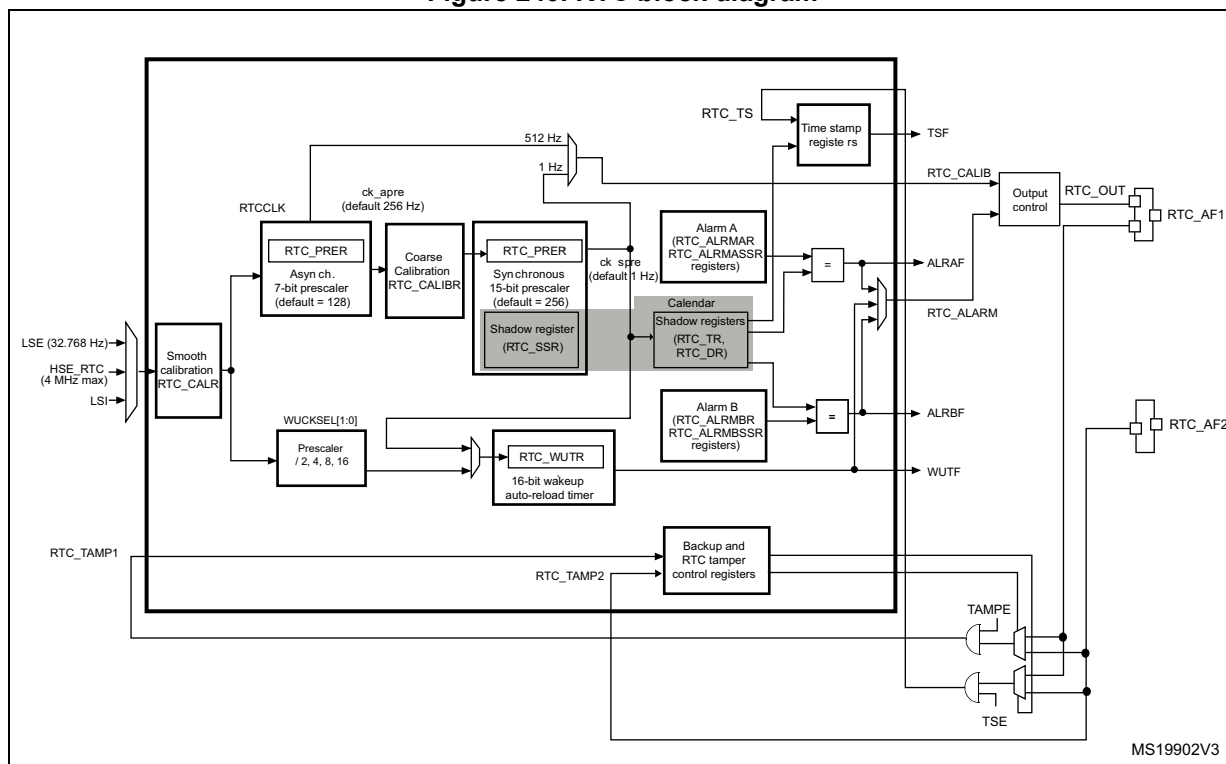 RTC_TS
Time stamp
registe rs
TSF
512 Hz
1 Hz
RTC_CALIB
Output
control
RTC_OUT
RTC_AF1
RTCCLK
ck_apre
(default 256 Hz)
RTC_PRER
Asyn ch.
7-bit prescaler
(default = 128)
Coarse
Calibration
RTC_CALIBR
RTC_PRER
Syn chronous
15-bit prescaler
(default = 256)
Shadow register
(RTC_SSR)
ck_spre
(default 1 Hz)
Alarm A
(RTC_ALRMAR
RTC_ALRMASSR
registers)
=
ALRAF
Calendar
Shadow registers
(RTC_TR,
RTC_DR)
RTC_ALARM
LSE (32.768 Hz)
HSE_RTC
(4 MHz max)
LSI
Smooth
calibration
RTC_CALR
WUCKSEL[1:0]
Prescaler
/ 2, 4, 8, 16
RTC_WUTR
16-bit wakeup
auto-reload timer
Alarm B
(RTC_ALRMBR
RTC_ALRMBSSR
registers)
=
ALRBF
RTC_AF2
WUTF
RTC_TAMP1
RTC_TAMP2
Backup and
RTC tamper
control registers
TAMPE
TSE
MS19902V3